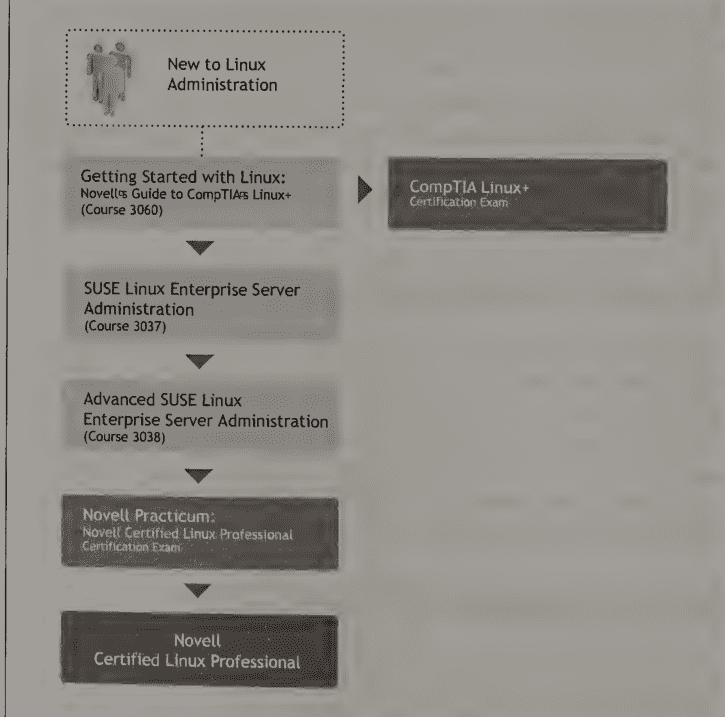 New to Linux
Administration
Getting Started with Linux:
Novell's Guide to CompTIA's Linux+
(Course 3060)
CompTIA Linux+
Certification Exam
SUSE Linux Enterprise Server
Administration
(Course 3037)
Advanced SUSE Linux
Enterprise Server Administration
(Course 3038)
Novell Practicum:
Novell Certified Linux Professional
Certification Exam
Novell
Certified Linux Professional